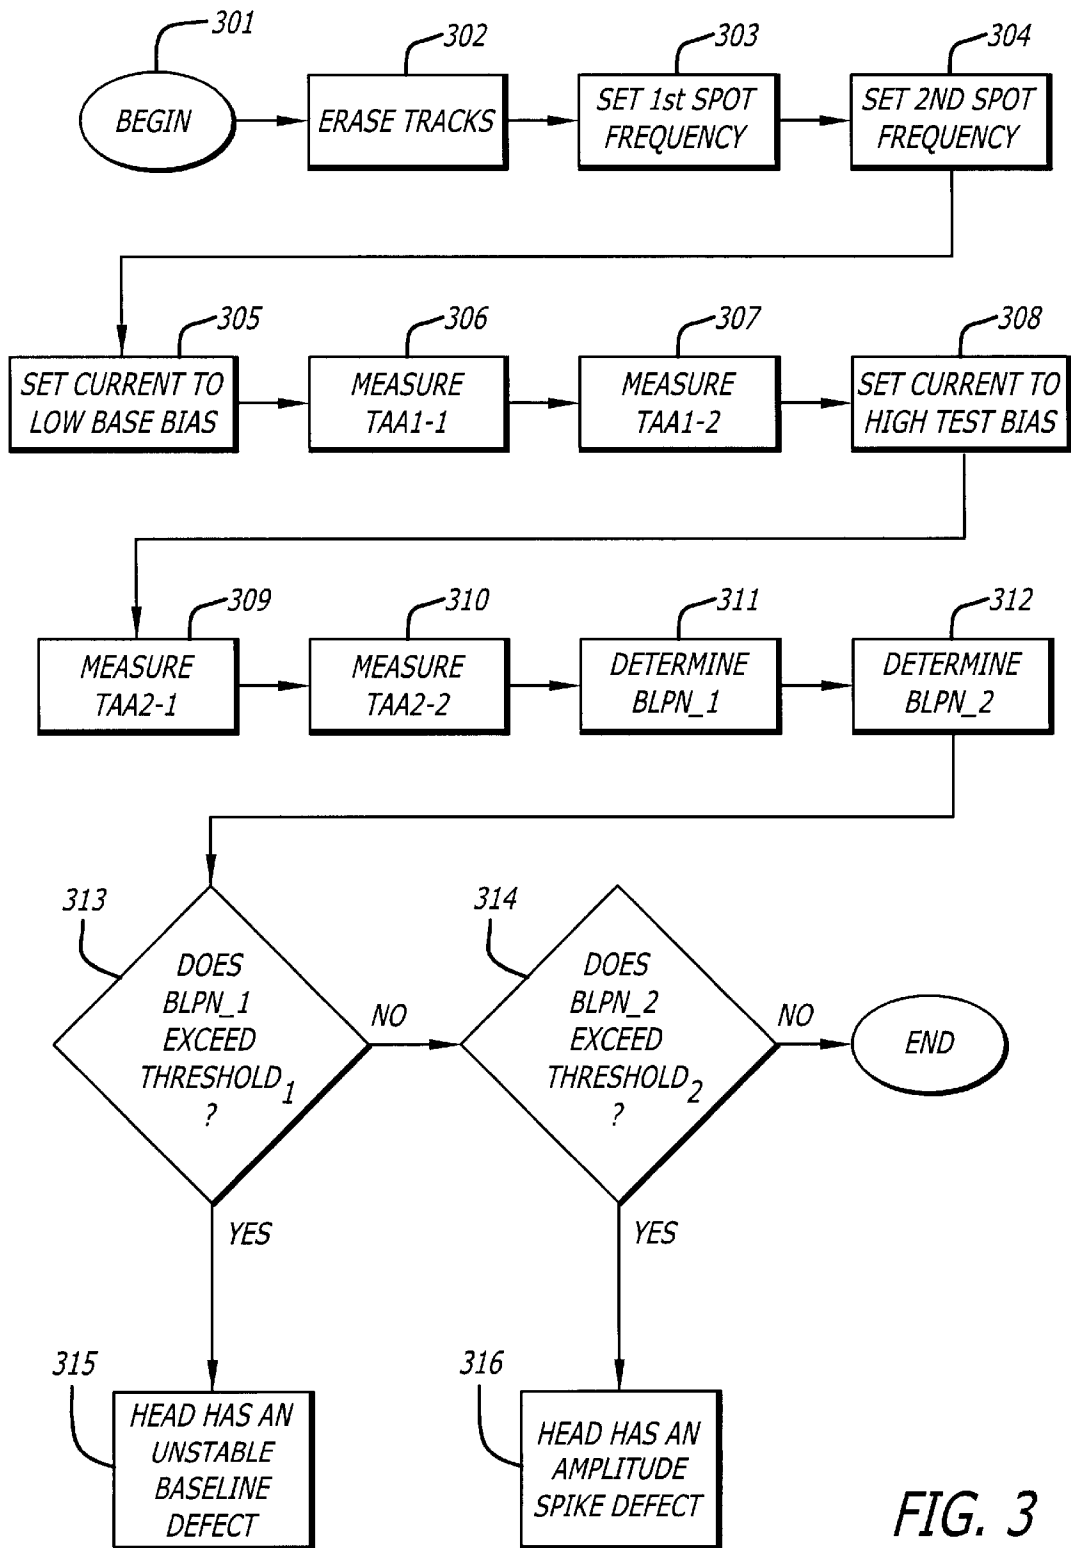 301
302
303
304
BEGIN
ERASE TRACKS
SET 1st SPOT
FREQUENCY
SET 2ND SPOT
FREQUENCY
305
306
307
308
SET CURRENT TO
LOW BASE BIAS
MEASURE
TAA1-1
MEASURE
TAA1-2
SET CURRENT TO
HIGH TEST BIAS
309
310
311
312
MEASURE
TAA2-1
MEASURE
TAA2-2
DETERMINE
BLPN_1
DETERMINE
BLPN_2
313
DOES
BLPN_1
EXCEED
THRESHOLD1
?
NO
314
DOES
BLPN_2
EXCEED
THRESHOLD2
?
NO
END
YES
YES
315
HEAD HAS AN
UNSTABLE
BASELINE
DEFECT
316
HEAD HAS AN
AMPLITUDE
SPIKE DEFECT
FIG. 3